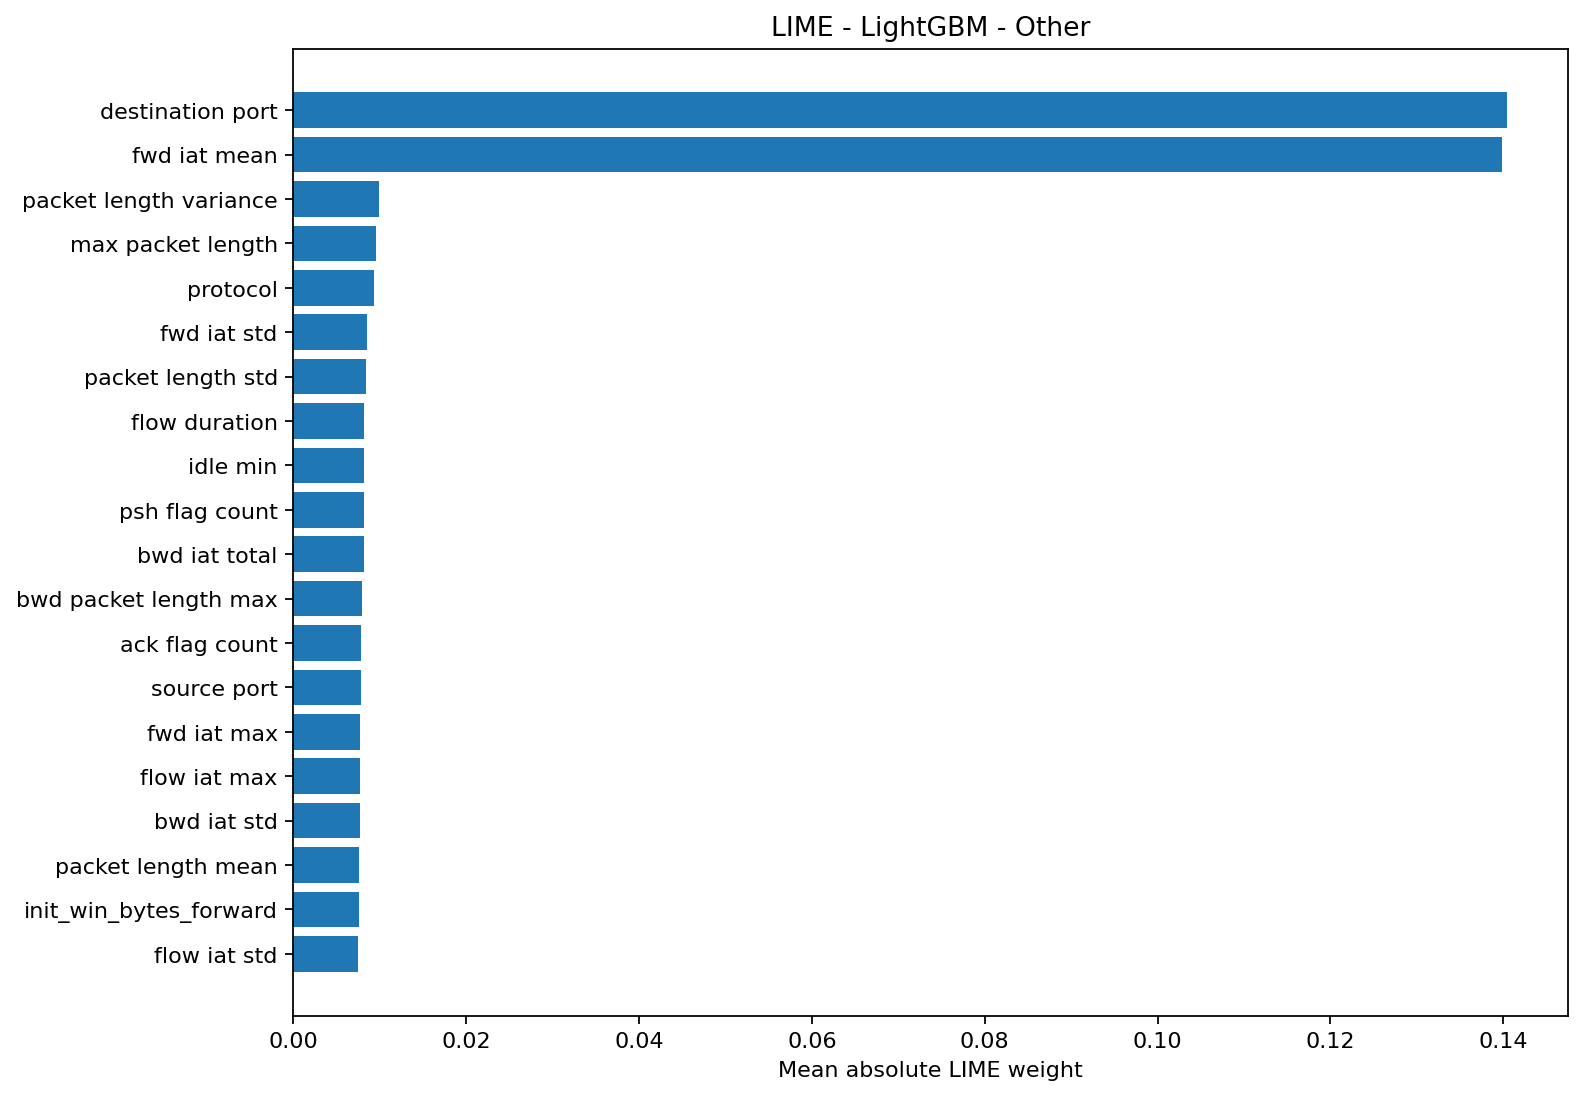 LIME - LightGBM - Other
destination port
fwd iat mean
packet length variance
max packet length
protocol
fwd iat std
packet length std
flow duration
idle min
psh flag count
bwd iat total
bwd packet length max
ack flag count
source port
fwd iat max
flow iat max
bwd iat std
packet length mean
init_win_bytes_forward
flow iat std
0.00 0.02 0.04 0.06 0.08 0.10 0.12 0.14
Mean absolute LIME weight